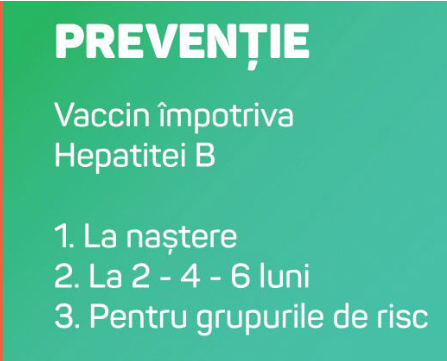 PREVENȚIE
Vaccin împotriva
Hepatitei B
1. La naștere
2. La 2 - 4 - 6 luni
3. Pentru grupurile de risc